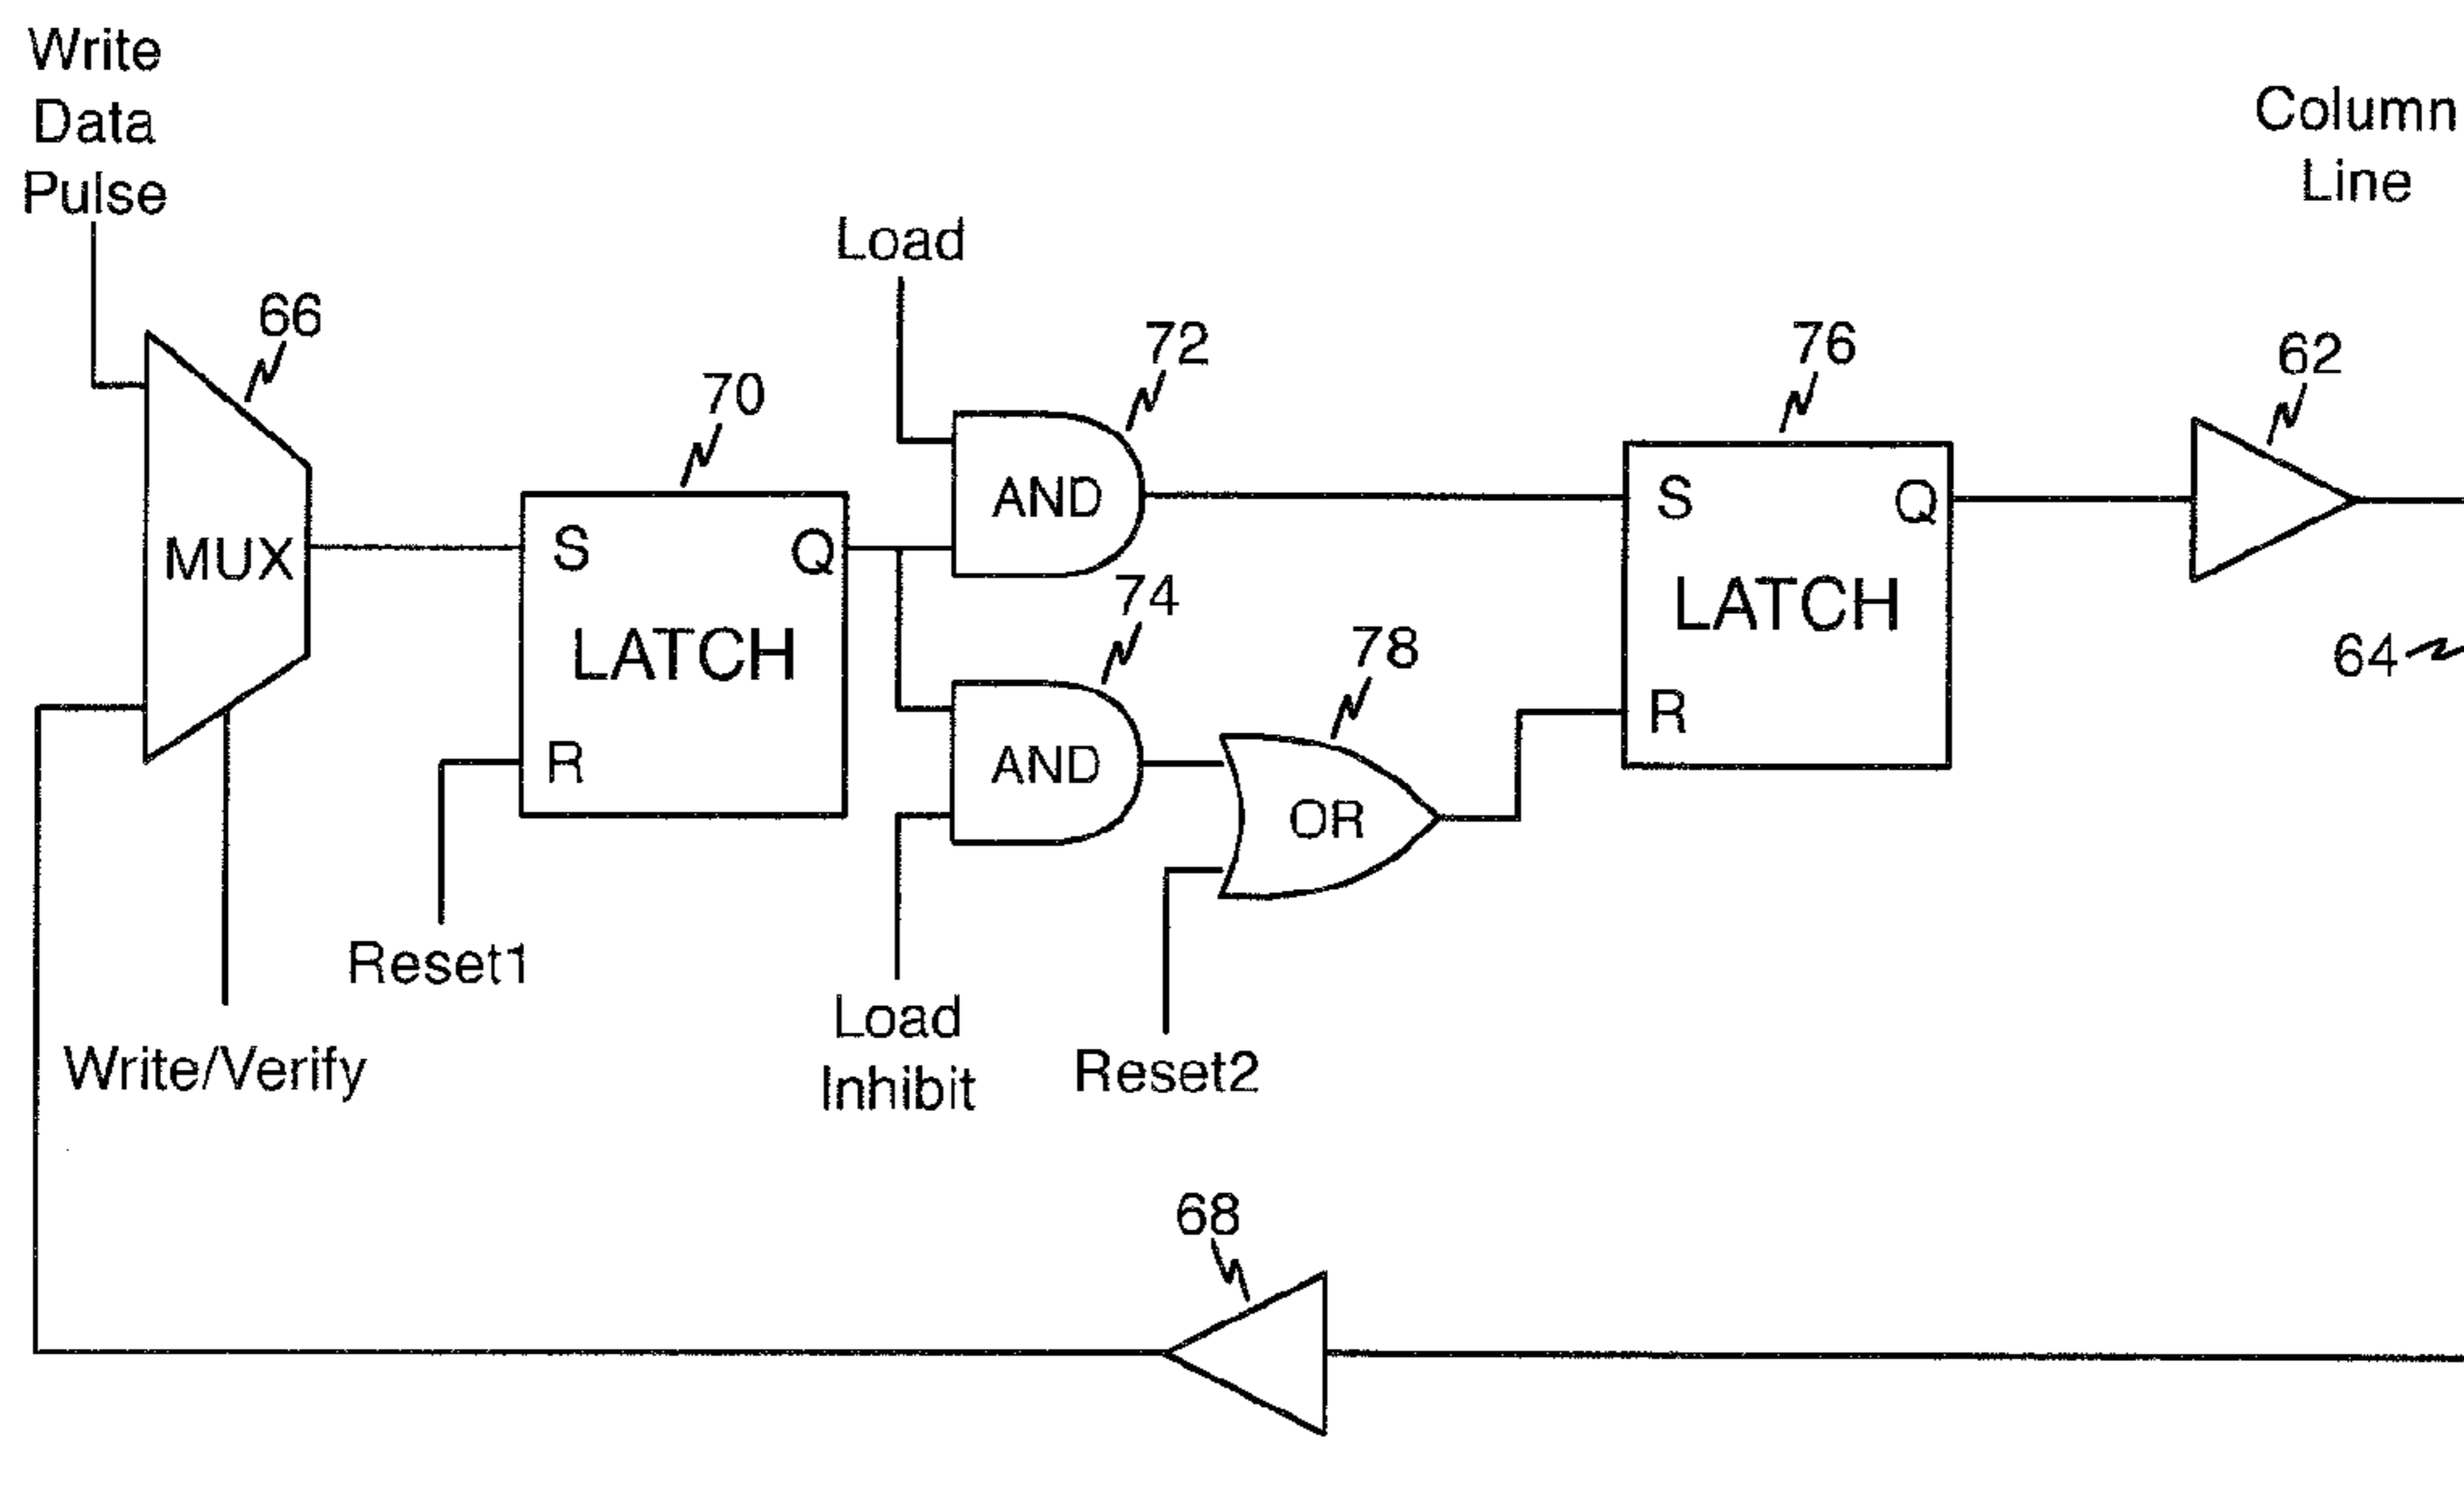 Write
Data
Pulse
Column
Line
Load
66
72
76
62
70
AND
S
Q
MUX
S
Q
LATCH
74
LATCH
78
64
R
R
AND
OR
Reset1
Load
Inhibit
Write/Verify
Reset2
68